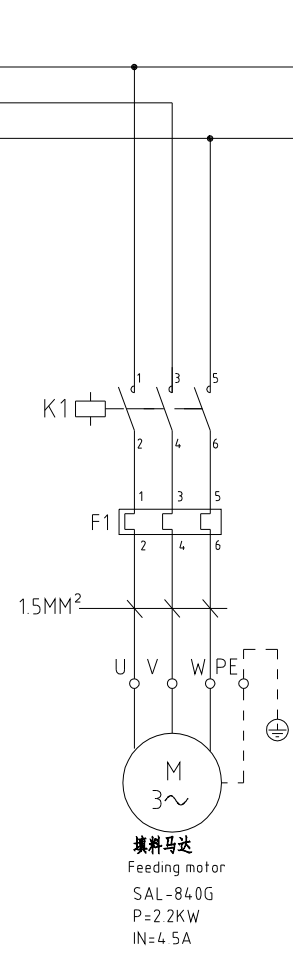 1 3 5
K1
2 4 6
1 3 5
F1
2 4 6
1.5MM²
U V W PE
M
3~
填料马达
Feeding motor
SAL-840G
P=2.2KW
IN=4.5A